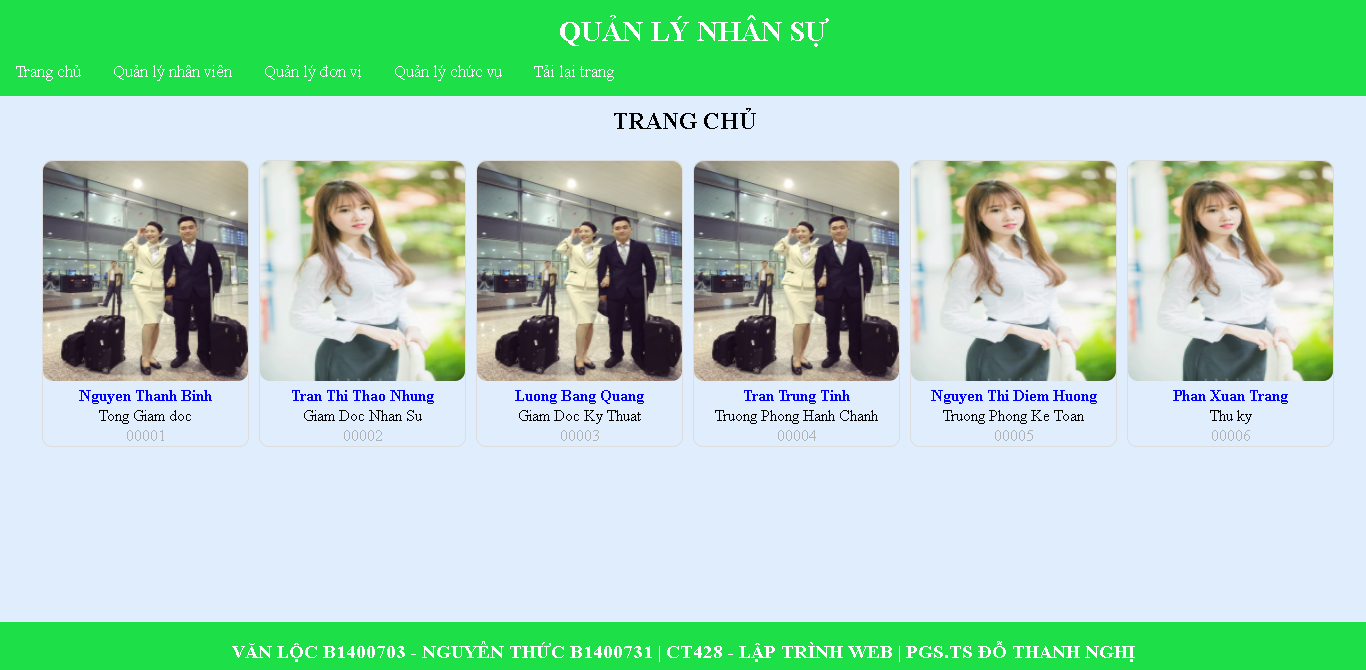 QUẢN LÝ NHÂN SỰ
Trang chủ Quản lý nhân viên Quản lý đơn vị Quản lý chức vụ Tải lại trang
TRANG CHỦ
Nguyen Thanh Binh Tran Thi Thao Nhung Luong Bang Quang Tran Trung Tinh Nguyen Thi Diem Huong Phan Xuan Trang
Tong Giam doc Giam Doc Nhan Su Giam Doc Ky Thuat Truong Phong Hanh Chanh Truong Phong Ke Toan Thu ky
00001 00002 00003 00004 00005 00006
VĂN LỘC B1400703 - NGUYÊN THỨC B1400731 | CT428 - LẬP TRÌNH WEB | PGS.TS ĐỖ THANH NGHỊ